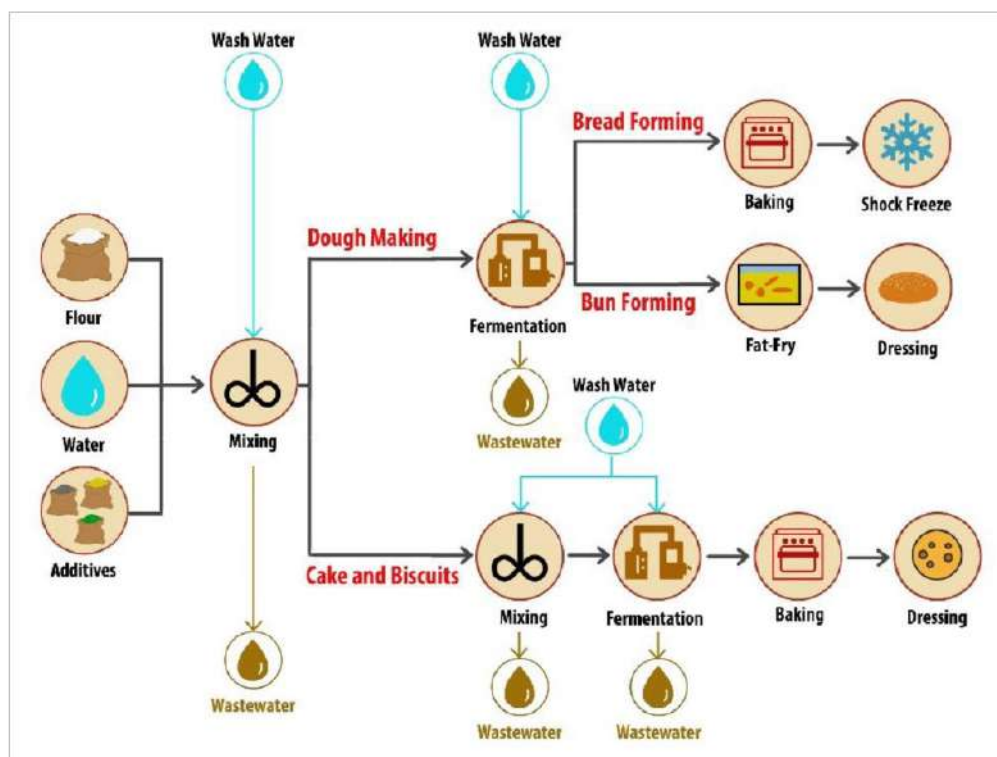 Wash Water
Wash Water
Bread Forming
Baking
Shock Freeze
Dough Making
Flour
Fermentation
Bun Forming
Fat-Fry
Dressing
Wash Water
Water
Mixing
Wastewater
Additives
Cake and Biscuits
Mixing
Fermentation
Baking
Dressing
Wastewater
Wastewater
Wastewater